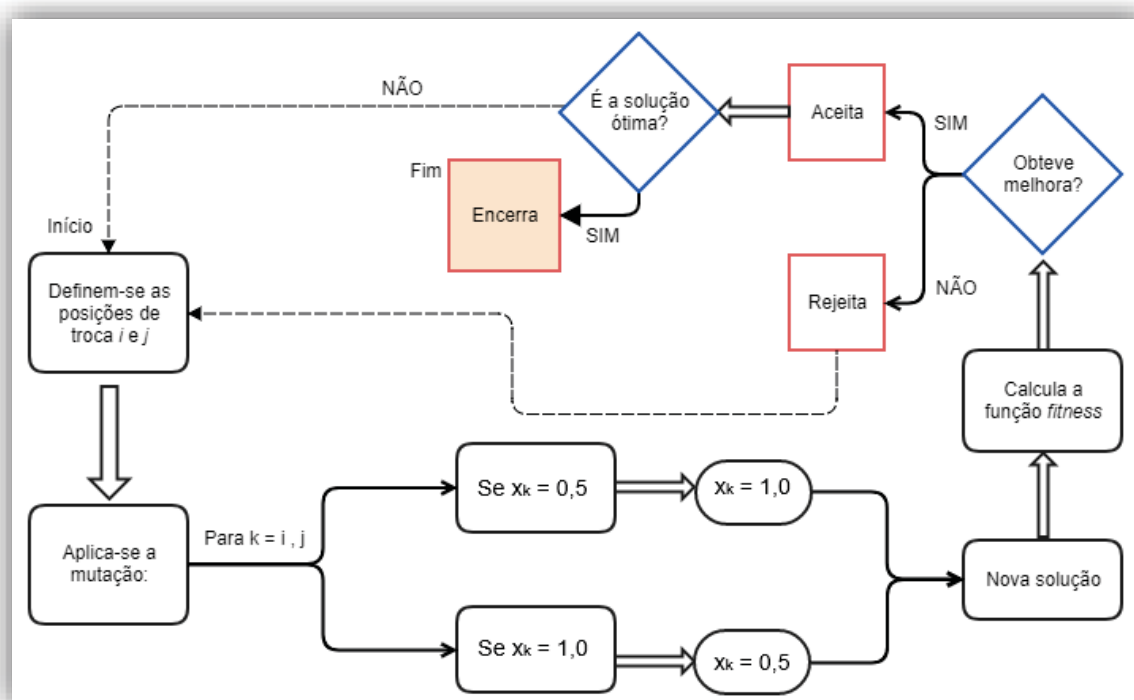 Início
Definem-se as
posições de
troca i e j
Aplica-se a
mutação:
Para k = i , j
Se xk = 0,5
xk = 1,0
Se xk = 1,0
xk = 0,5
Nova solução
Calcula a
função fitness
Obteve
melhora?
SIM
Aceita
NÃO
Rejeita
É a solução
ótima?
NÃO
SIM
Fim
Encerra